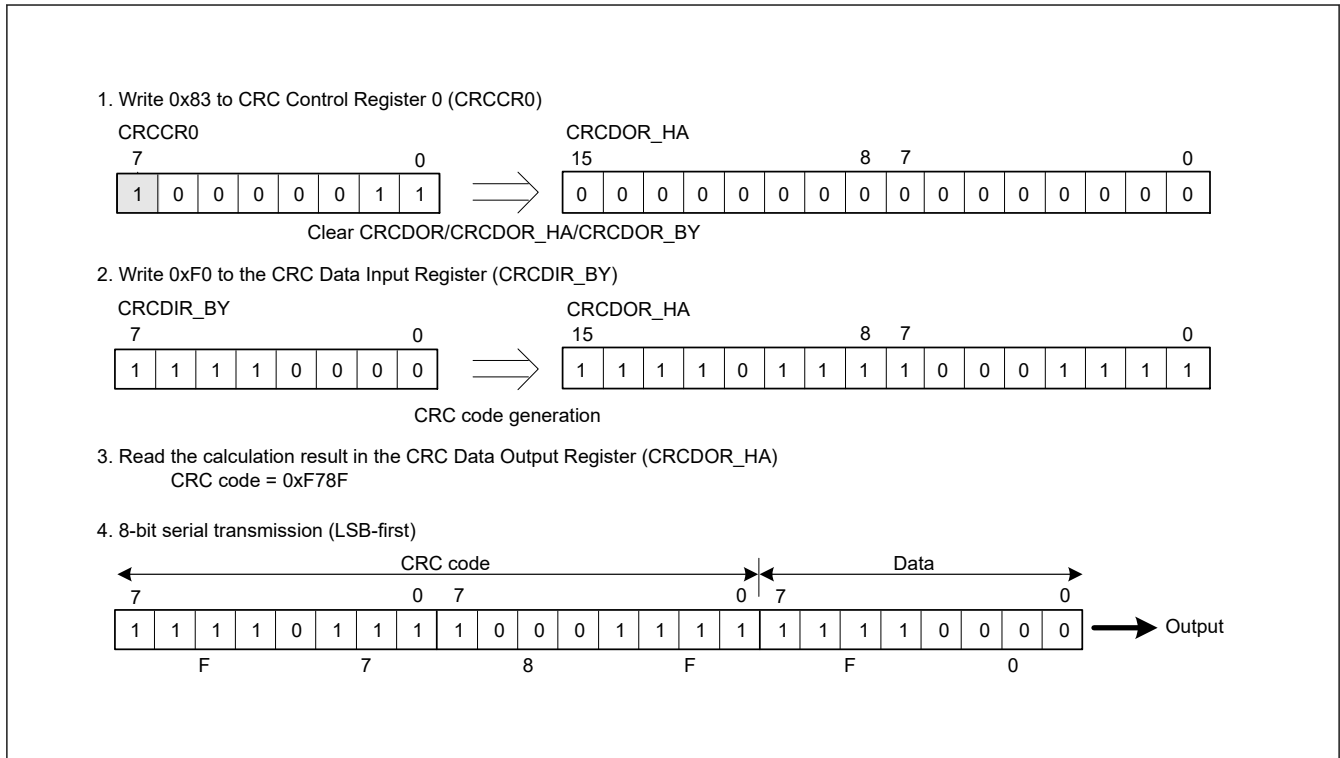 1. Write 0x83 to CRC Control Register 0 (CRCCR0)
CRCCR0 CRCDOR_HA
7 0 15 8 7 0
1 0 0 0 0 0 1 1 0 0 0 0 0 0 0 0 0 0 0 0 0 0 0 0
Clear CRCDOR/CRCDOR_HA/CRCDOR_BY
2. Write 0xF0 to the CRC Data Input Register (CRCDIR_BY)
CRCDIR_BY CRCDOR_HA
7 0 15 8 7 0
1 1 1 1 0 0 0 0 1 1 1 1 0 1 1 1 1 0 0 0 1 1 1 1
CRC code generation
3. Read the calculation result in the CRC Data Output Register (CRCDOR_HA)
CRC code = 0xF78F
4. 8-bit serial transmission (LSB-first)
CRC code Data
7 0 7 0 7 0
1 1 1 1 0 1 1 1 1 0 0 0 1 1 1 1 1 1 1 1 0 0 0 0 Output
F 7 8 F F 0